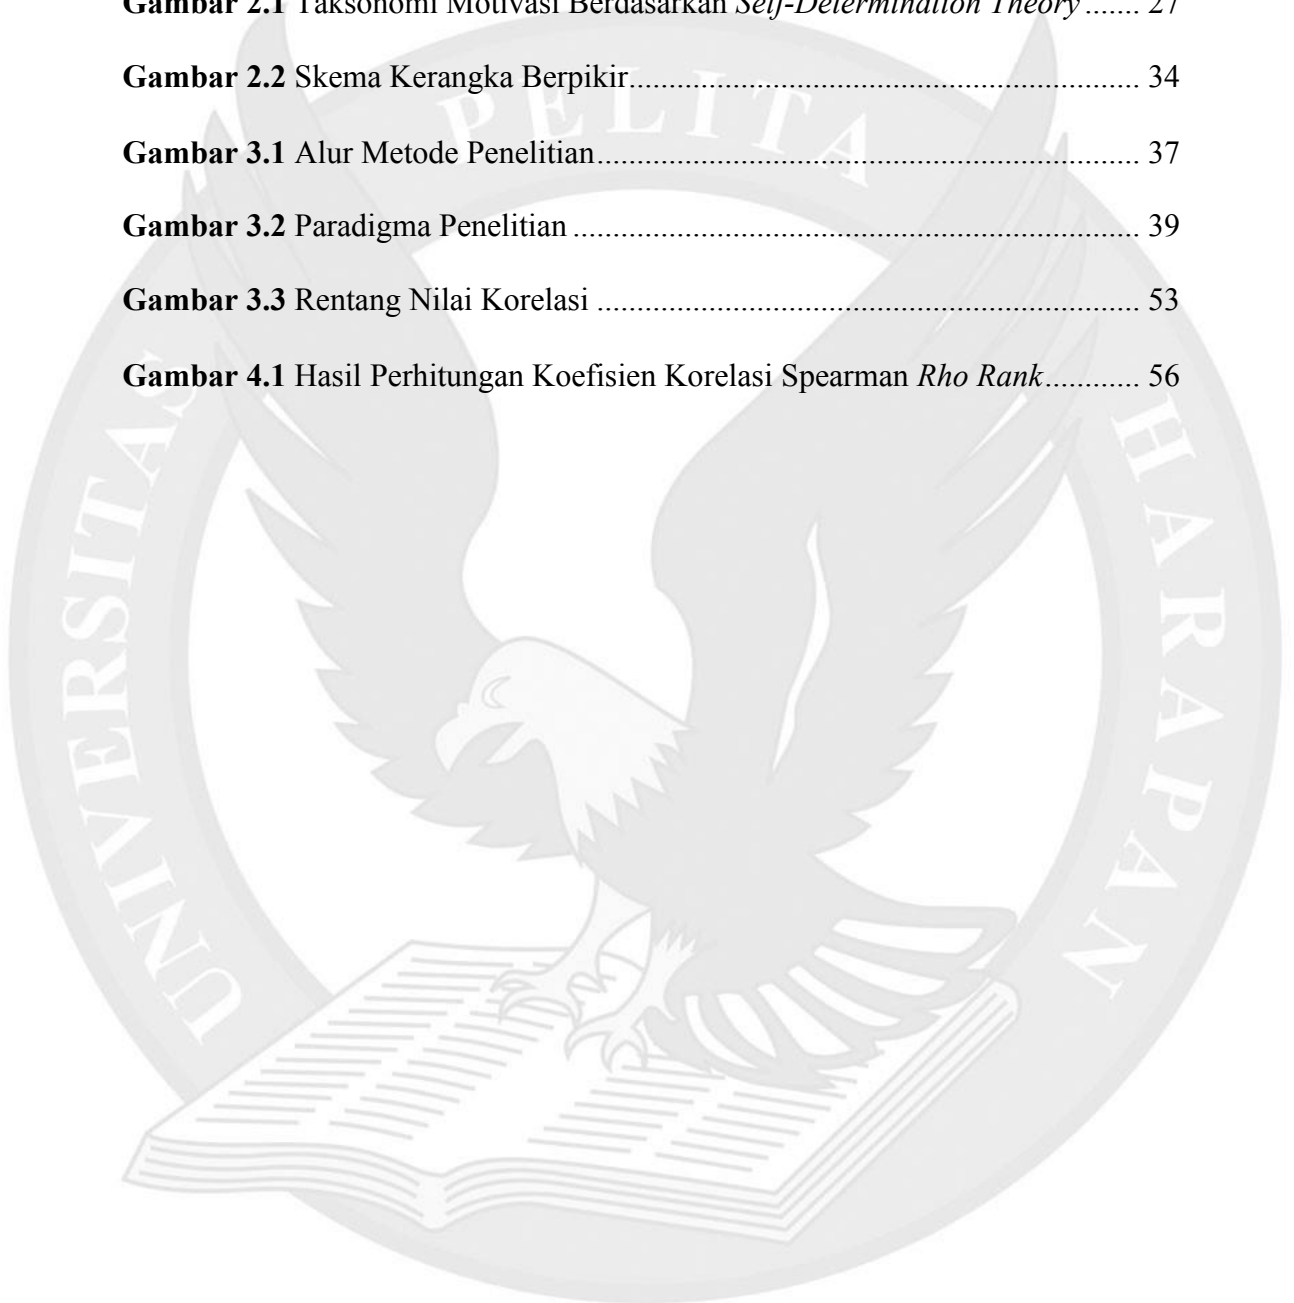 Gambar 2.1 Taksonomi Motivasi Berdasarkan Self-Determination Theory ....... 27
Gambar 2.2 Skema Kerangka Berpikir................................................................ 34
Gambar 3.1 Alur Metode Penelitian.................................................................... 37
Gambar 3.2 Paradigma Penelitian ....................................................................... 39
Gambar 3.3 Rentang Nilai Korelasi .................................................................... 53
Gambar 4.1 Hasil Perhitungan Koefisien Korelasi Spearman Rho Rank............ 56
UNIVERSITAS
PELITA
HARAPAN